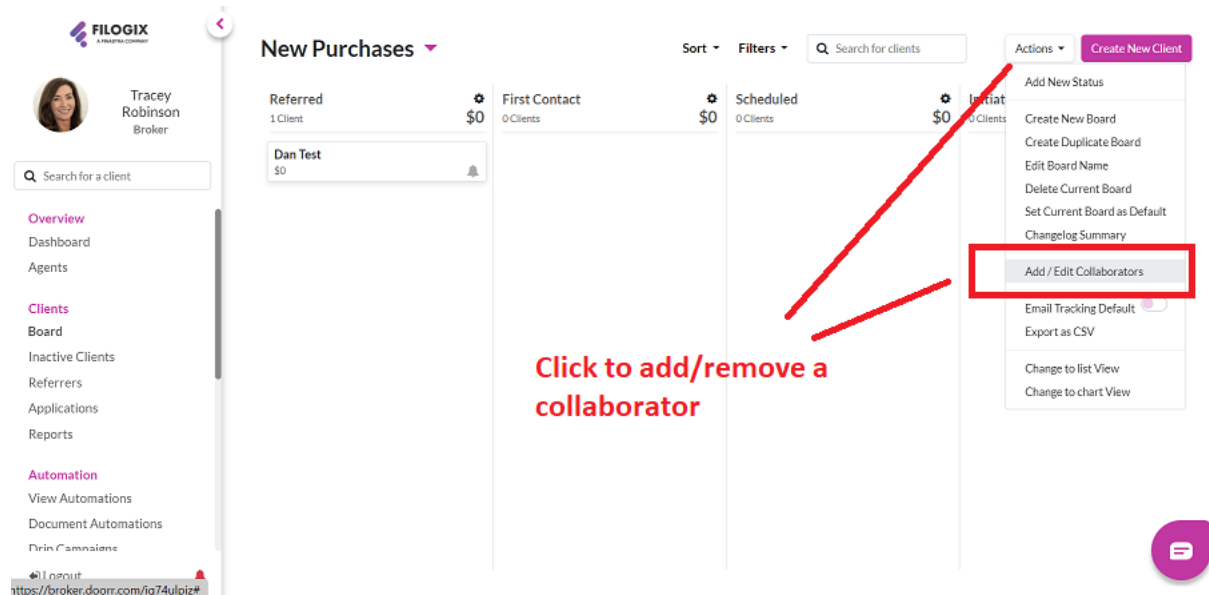 FILOGIX
A FINASTRA COMPANY
Tracey
Robinson
Broker
Search for a client
Overview
Dashboard
Agents
Clients
Board
Inactive Clients
Referrers
Applications
Reports
Automation
View Automations
Document Automations
Drip Campaigns
Logout
https://broker.doorr.com/
New Purchases
Sort
Filters
Search for clients
Actions
Create New Client
Referred
1 Client
$0
Dan Test
$0
First Contact
0 Clients
$0
Scheduled
0 Clients
$0
Initiat
0 Clients
Add New Status
Create New Board
Create Duplicate Board
Edit Board Name
Delete Current Board
Set Current Board as Default
Changelog Summary
Add / Edit Collaborators
Email Tracking Default
Export as CSV
Change to list View
Change to chart View
Click to add/remove a
collaborator